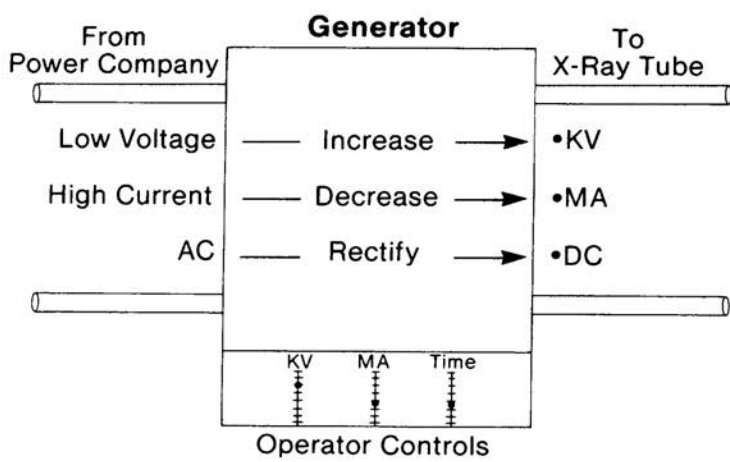 Generator
From
Power Company
To
X-Ray Tube
Low Voltage Increase •KV
High Current Decrease •MA
AC Rectify •DC
KV MA Time
Operator Controls